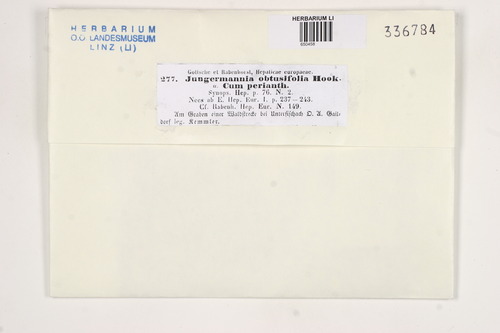 HERBARIUM
O.Ö. LANDESMUSEUM
LINZ (LI)
HERBARIUM LI
336784
Gottsche et Rabenhorst, Hepaticae europaeae.
277. Jungermannia obtusifolia Hook.
Cum perianth.
Synops. Hep. p. 76. N. 2.
Nees ab E. Hep. Eur. I. p. 237—243.
Cf. Rabenh. Hep. Eur. N. 149.
Am Graben einer Waldstrecke bei Unterfischach O. A. Gail-
dorf leg. Kemmler.